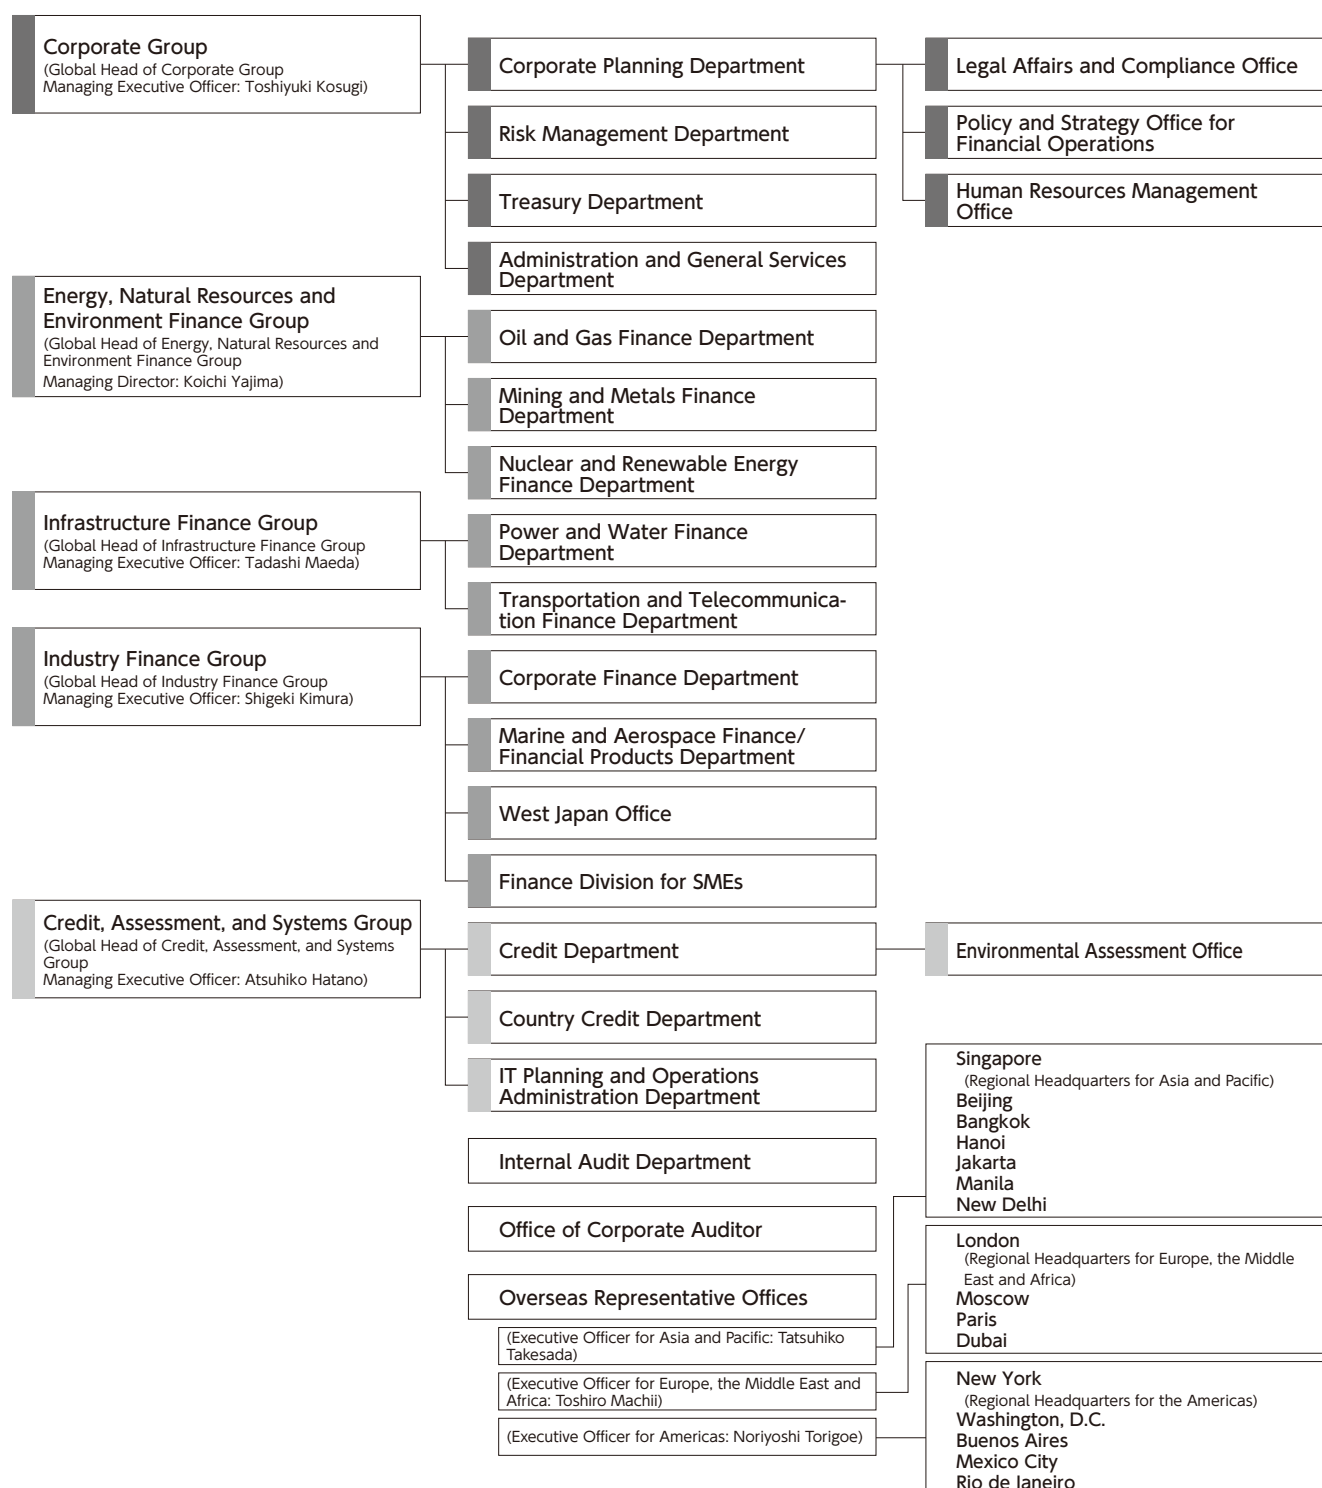 Corporate Group
(Global Head of Corporate Group
Managing Executive Officer: Toshiyuki Kosugi)
Corporate Planning Department
Legal Affairs and Compliance Office
Policy and Strategy Office for
Financial Operations
Human Resources Management
Office
Risk Management Department
Treasury Department
Administration and General Services
Department
Energy, Natural Resources and
Environment Finance Group
(Global Head of Energy, Natural Resources and
Environment Finance Group
Managing Director: Koichi Yajima)
Oil and Gas Finance Department
Mining and Metals Finance
Department
Nuclear and Renewable Energy
Finance Department
Infrastructure Finance Group
(Global Head of Infrastructure Finance Group
Managing Executive Officer: Tadashi Maeda)
Power and Water Finance
Department
Transportation and Telecommunica-
tion Finance Department
Industry Finance Group
(Global Head of Industry Finance Group
Managing Executive Officer: Shigeki Kimura)
Corporate Finance Department
Marine and Aerospace Finance/
Financial Products Department
West Japan Office
Finance Division for SMEs
Credit, Assessment, and Systems Group
(Global Head of Credit, Assessment, and Systems
Group
Managing Executive Officer: Atsuhiko Hatano)
Credit Department
Environmental Assessment Office
Country Credit Department
IT Planning and Operations
Administration Department
Internal Audit Department
Office of Corporate Auditor
Overseas Representative Offices
(Executive Officer for Asia and Pacific: Tatsuhiko
Takesada)
(Executive Officer for Europe, the Middle East and
Africa: Toshiro Machii)
(Executive Officer for Americas: Noriyoshi Torigoe)
Singapore
(Regional Headquarters for Asia and Pacific)
Beijing
Bangkok
Hanoi
Jakarta
Manila
New Delhi
London
(Regional Headquarters for Europe, the Middle
East and Africa)
Moscow
Paris
Dubai
New York
(Regional Headquarters for the Americas)
Washington, D.C.
Buenos Aires
Mexico City
Rio de Janeiro